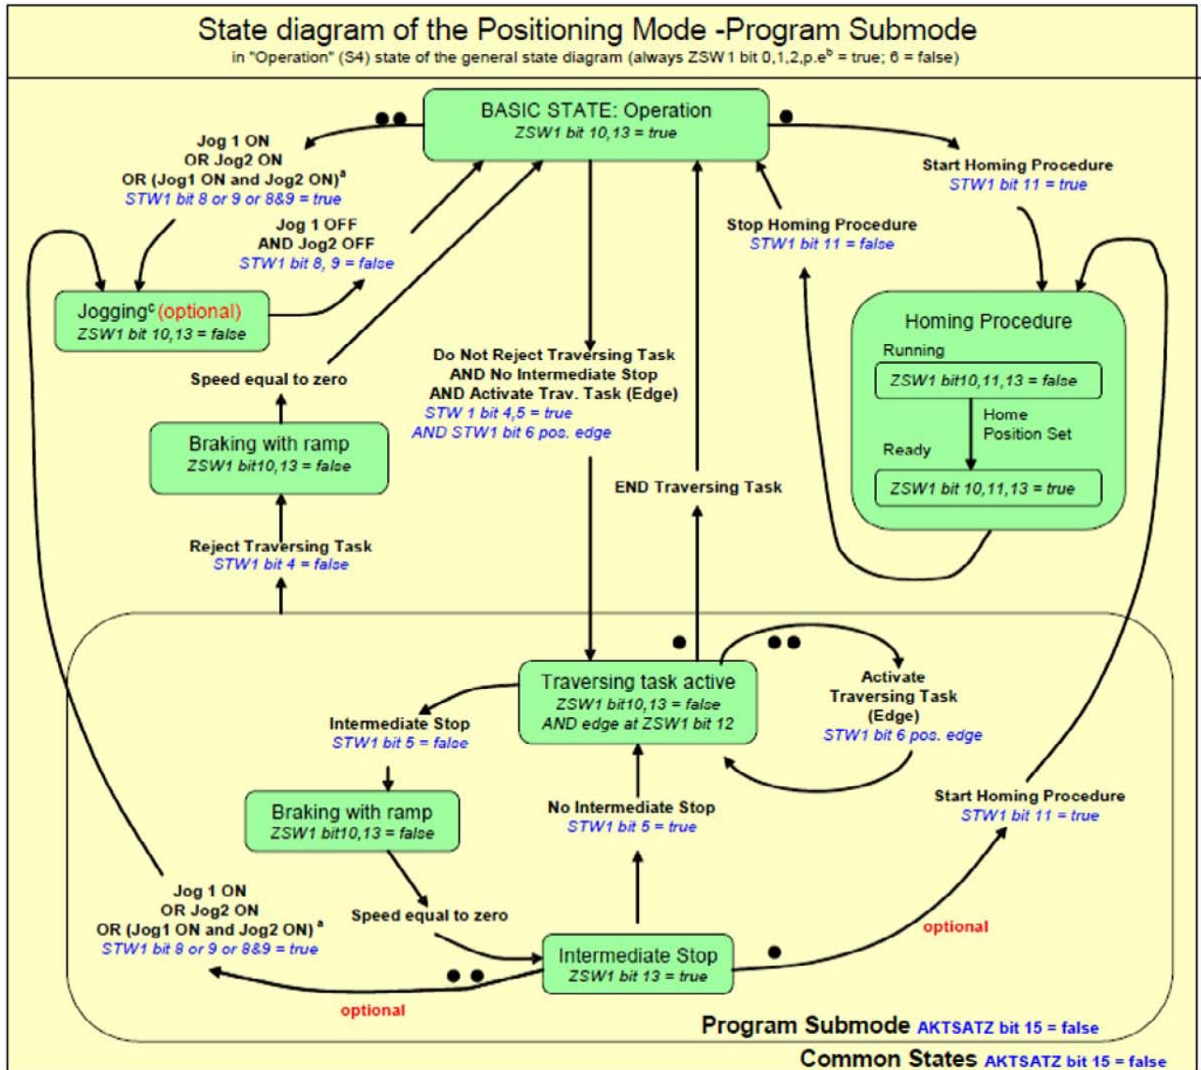 State diagram of the Positioning Mode -Program Submode
in "Operation" (S4) state of the general state diagram (always ZSW1 bit 0,1,2,p.eᵇ = true; 6 = false)
BASIC STATE: Operation
ZSW1 bit 10,13 = true
Jog 1 ON
OR Jog2 ON
OR (Jog1 ON and Jog2 ON)ᵃ
STW1 bit 8 or 9 or 8&9 = true
Start Homing Procedure
STW1 bit 11 = true
Jog 1 OFF
AND Jog2 OFF
STW1 bit 8, 9 = false
Stop Homing Procedure
STW1 bit 11 = false
Joggingᶜ (optional)
ZSW1 bit 10,13 = false
Homing Procedure
Running
ZSW1 bit10,11,13 = false
Home
Position Set
Ready
ZSW1 bit 10,11,13 = true
Do Not Reject Traversing Task
AND No Intermediate Stop
AND Activate Trav. Task (Edge)
STW 1 bit 4,5 = true
AND STW1 bit 6 pos. edge
Speed equal to zero
Braking with ramp
ZSW1 bit10,13 = false
END Traversing Task
Reject Traversing Task
STW1 bit 4 = false
Traversing task active
ZSW1 bit10,13 = false
AND edge at ZSW1 bit 12
Activate
Traversing Task
(Edge)
STW1 bit 6 pos. edge
Intermediate Stop
STW1 bit 5 = false
Braking with ramp
ZSW1 bit10,13 = false
No Intermediate Stop
STW1 bit 5 = true
Start Homing Procedure
STW1 bit 11 = true
Jog 1 ON
OR Jog2 ON
OR (Jog1 ON and Jog2 ON) ᵃ
STW1 bit 8 or 9 or 8&9 = true
Speed equal to zero
optional
Intermediate Stop
ZSW1 bit 13 = true
optional
Program Submode AKTSATZ bit 15 = false
Common States AKTSATZ bit 15 = false